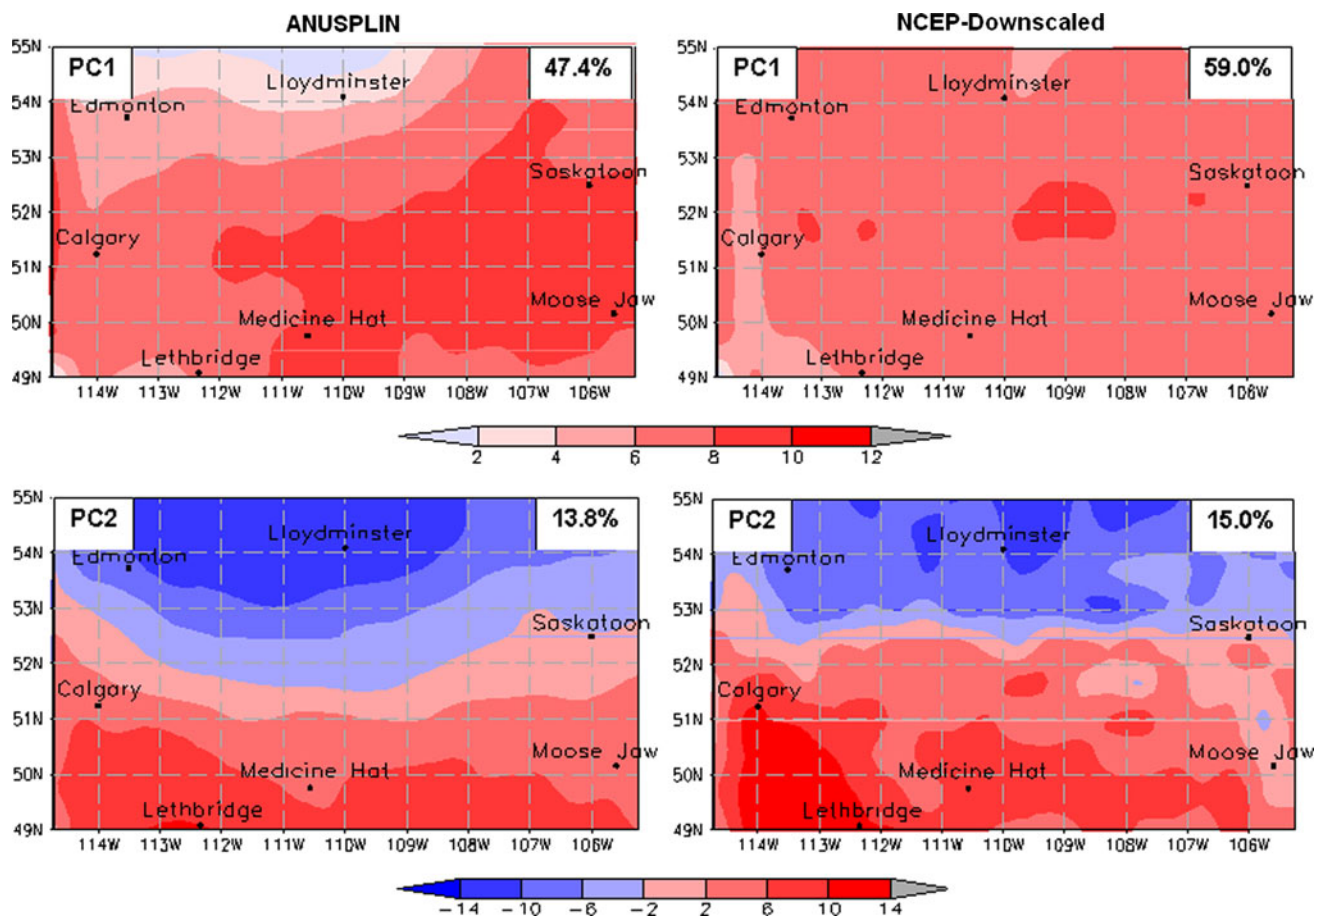 ANUSPLIN
NCEP-Downscaled
55N PC1 47.4%
Lloydminster
54N Edmonton
53N
Saskatoon
52N
Calgary
51N
Moose Jaw
50N Medicine Hat
Lethbridge
49N
114W 113W 112W 111W 110W 109W 108W 107W 106W
55N PC1 59.0%
Lloydminster
54N Edmonton
53N
Saskatoon
52N
Calgary
51N
Moose Jaw
50N Medicine Hat
Lethbridge
49N
114W 113W 112W 111W 110W 109W 108W 107W 106W
2 4 6 8 10 12
55N PC2 13.8%
Lloydminster
54N Edmonton
53N
Saskatoon
52N
Calgary
51N
Moose Jaw
50N Medicine Hat
Lethbridge
49N
114W 113W 112W 111W 110W 109W 108W 107W 106W
55N PC2 15.0%
Lloydminster
54N Edmonton
53N
Saskatoon
52N
Calgary
51N
Moose Jaw
50N Medicine Hat
Lethbridge
49N
114W 113W 112W 111W 110W 109W 108W 107W 106W
-14 -10 -6 -2 2 6 10 14